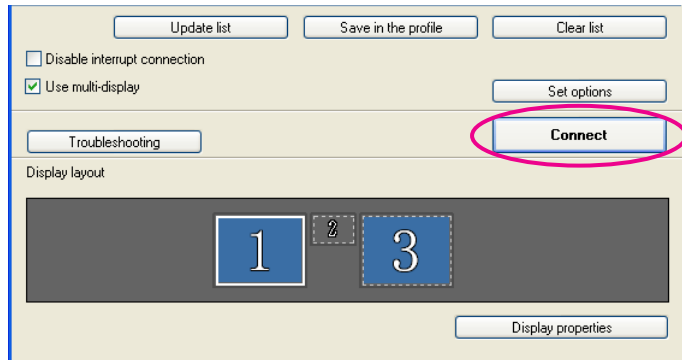 Update list Save in the profile Clear list
Disable interrupt connection
Use multi-display
Set options
Connect
Troubleshooting
Display layout
1 2 3
Display properties